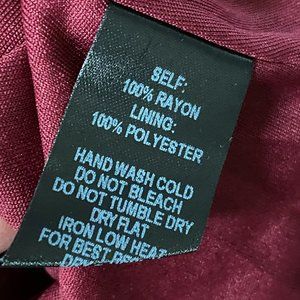 SELF:
100% RAYON
LINING:
100% POLYESTER
HAND WASH COLD
DO NOT BLEACH
DO NOT TUMBLE DRY
DRY FLAT
IRON LOW HEAT
FOR BEST